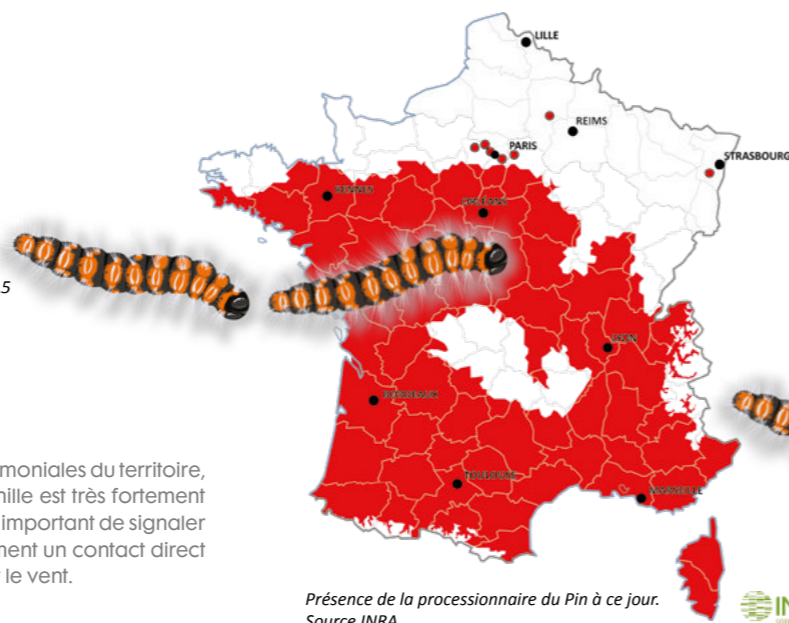 LILLE
REIMS
PARIS
STRASBOURG
RENNES
ORLÉANS
5
LYON
BORDEAUX
moniales du territoire,
nille est très fortement
important de signaler
ment un contact direct
le vent.
TOULOUSE
MARSEILLE
Présence de la processionnaire du Pin à ce jour.
Source INRA
IN